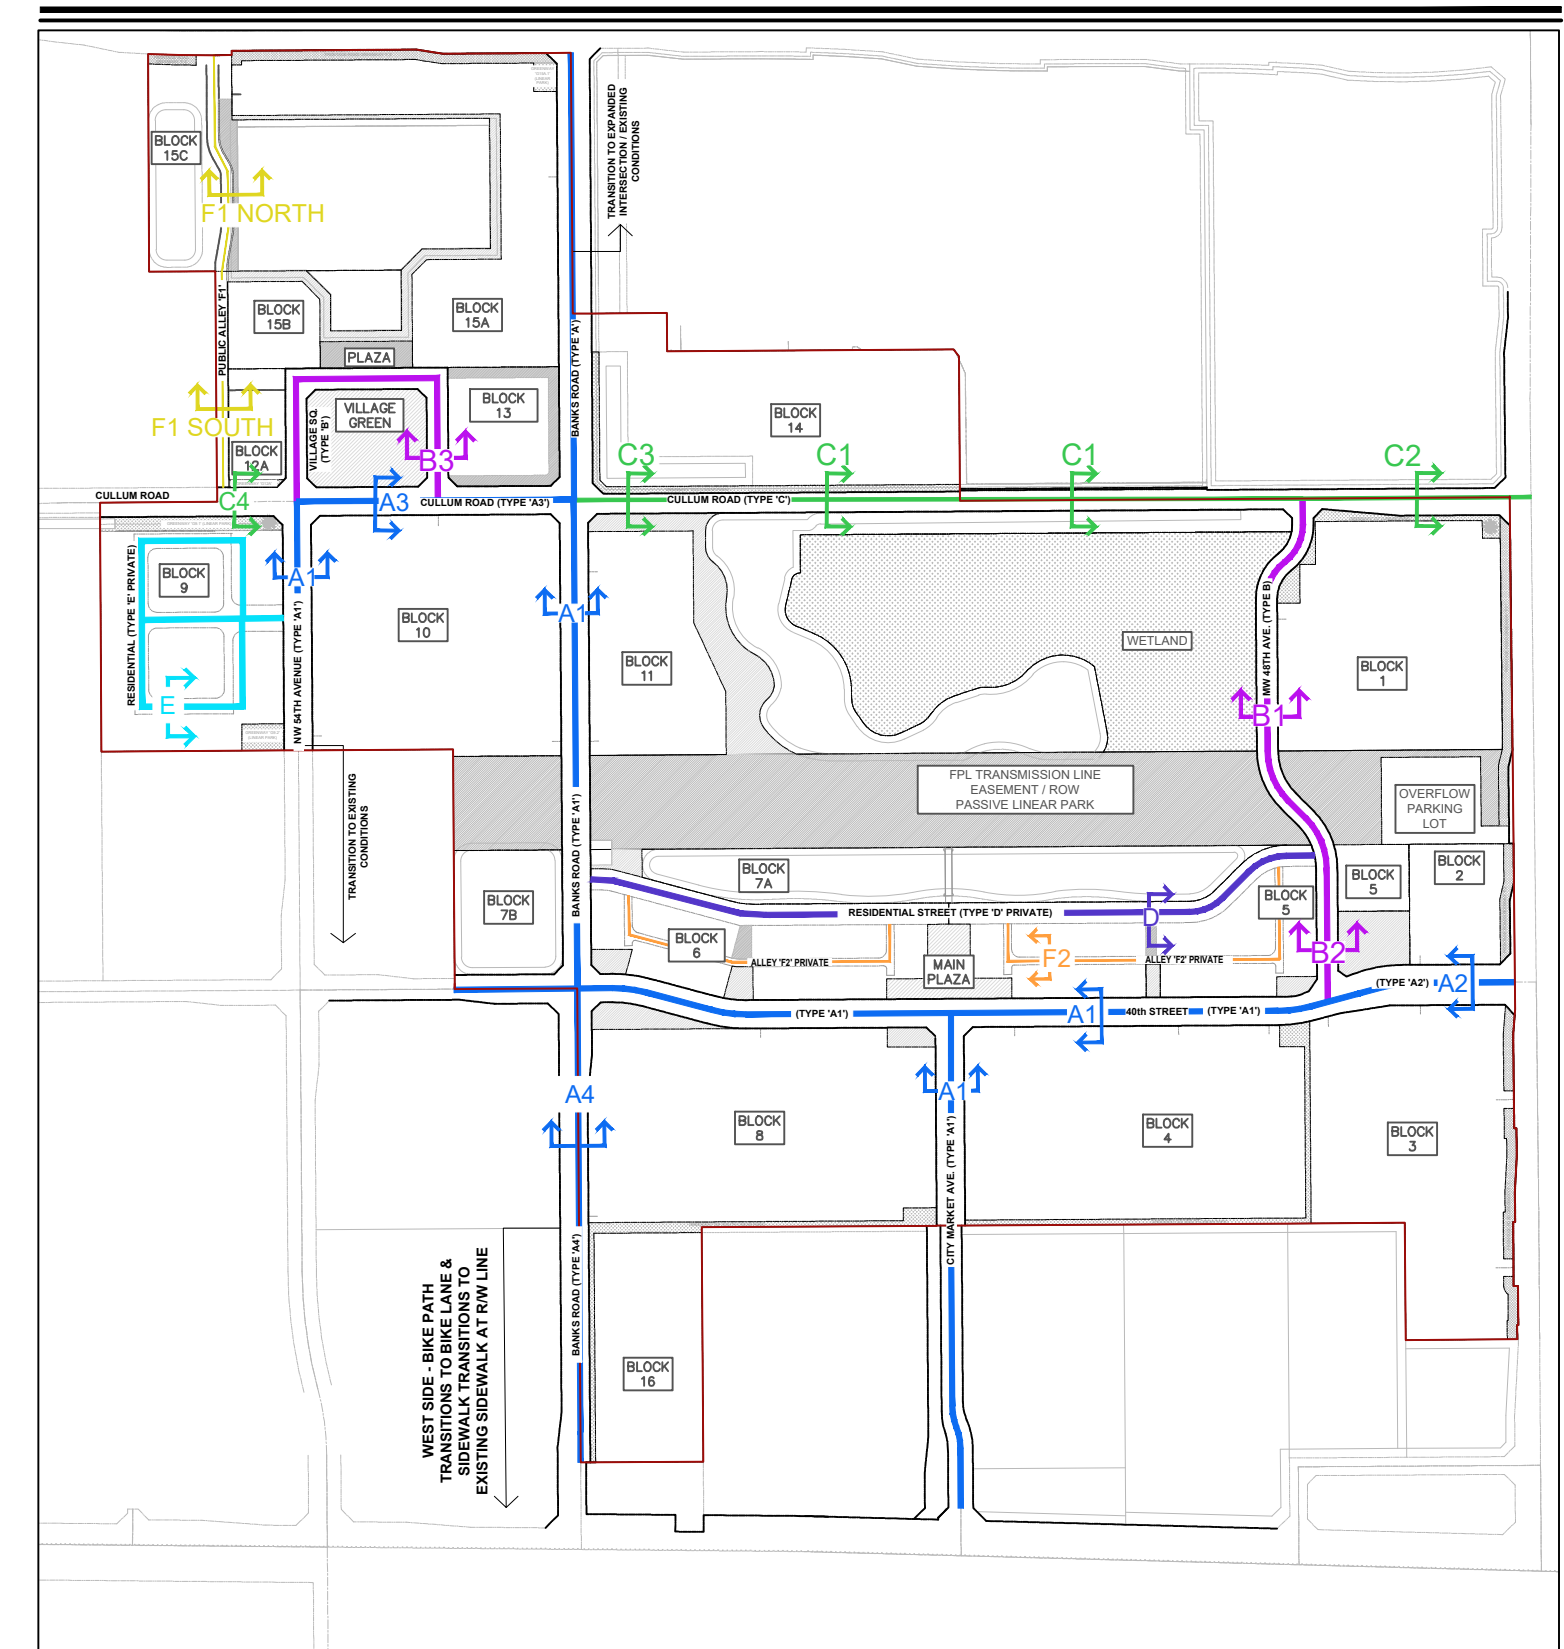 BLOCK
15C
F1 NORTH
TRANSITION TO EXPANDED
INTERSECTION / EXISTING
CONDITIONS
PUBLIC ALLEY 'F1'
BLOCK
15B
BLOCK
15A
PLAZA
BANKS ROAD (TYPE 'A')
F1 SOUTH
VILLAGE SQ.
(TYPE 'B')
VILLAGE
GREEN
BLOCK
13
BLOCK
14
BLOCK
12A
B3
C3
C1
C1
C2
CULLUM ROAD
C4
A3
CULLUM ROAD (TYPE 'A3')
CULLUM ROAD (TYPE 'C')
RESIDENTIAL (TYPE 'E' PRIVATE)
BLOCK
9
A1
A1
BLOCK
10
BLOCK
11
WETLAND
MW 48TH AVE. (TYPE B)
BLOCK
1
E
NW 54TH AVENUE (TYPE 'A1')
B1
TRANSITION TO EXISTING
CONDITIONS
FPL TRANSMISSION LINE
EASEMENT / ROW
PASSIVE LINEAR PARK
OVERFLOW
PARKING
LOT
BANKS ROAD (TYPE 'A1')
BLOCK
7B
BLOCK
7A
BLOCK
5
BLOCK
5
BLOCK
2
RESIDENTIAL STREET (TYPE 'D' PRIVATE)
D
BLOCK
6
ALLEY 'F2' PRIVATE
MAIN
PLAZA
F2
ALLEY 'F2' PRIVATE
B2
(TYPE 'A2')
A2
(TYPE 'A1')
A1
40th STREET
(TYPE 'A1')
A4
A1
BLOCK
8
CITY MARKET AVE. (TYPE 'A1')
BLOCK
4
BLOCK
3
BANKS ROAD (TYPE 'A4')
WEST SIDE - BIKE PATH
TRANSITIONS TO BIKE LANE &
SIDEWALK TRANSITIONS TO
EXISTING SIDEWALK AT R/W LINE
BLOCK
16